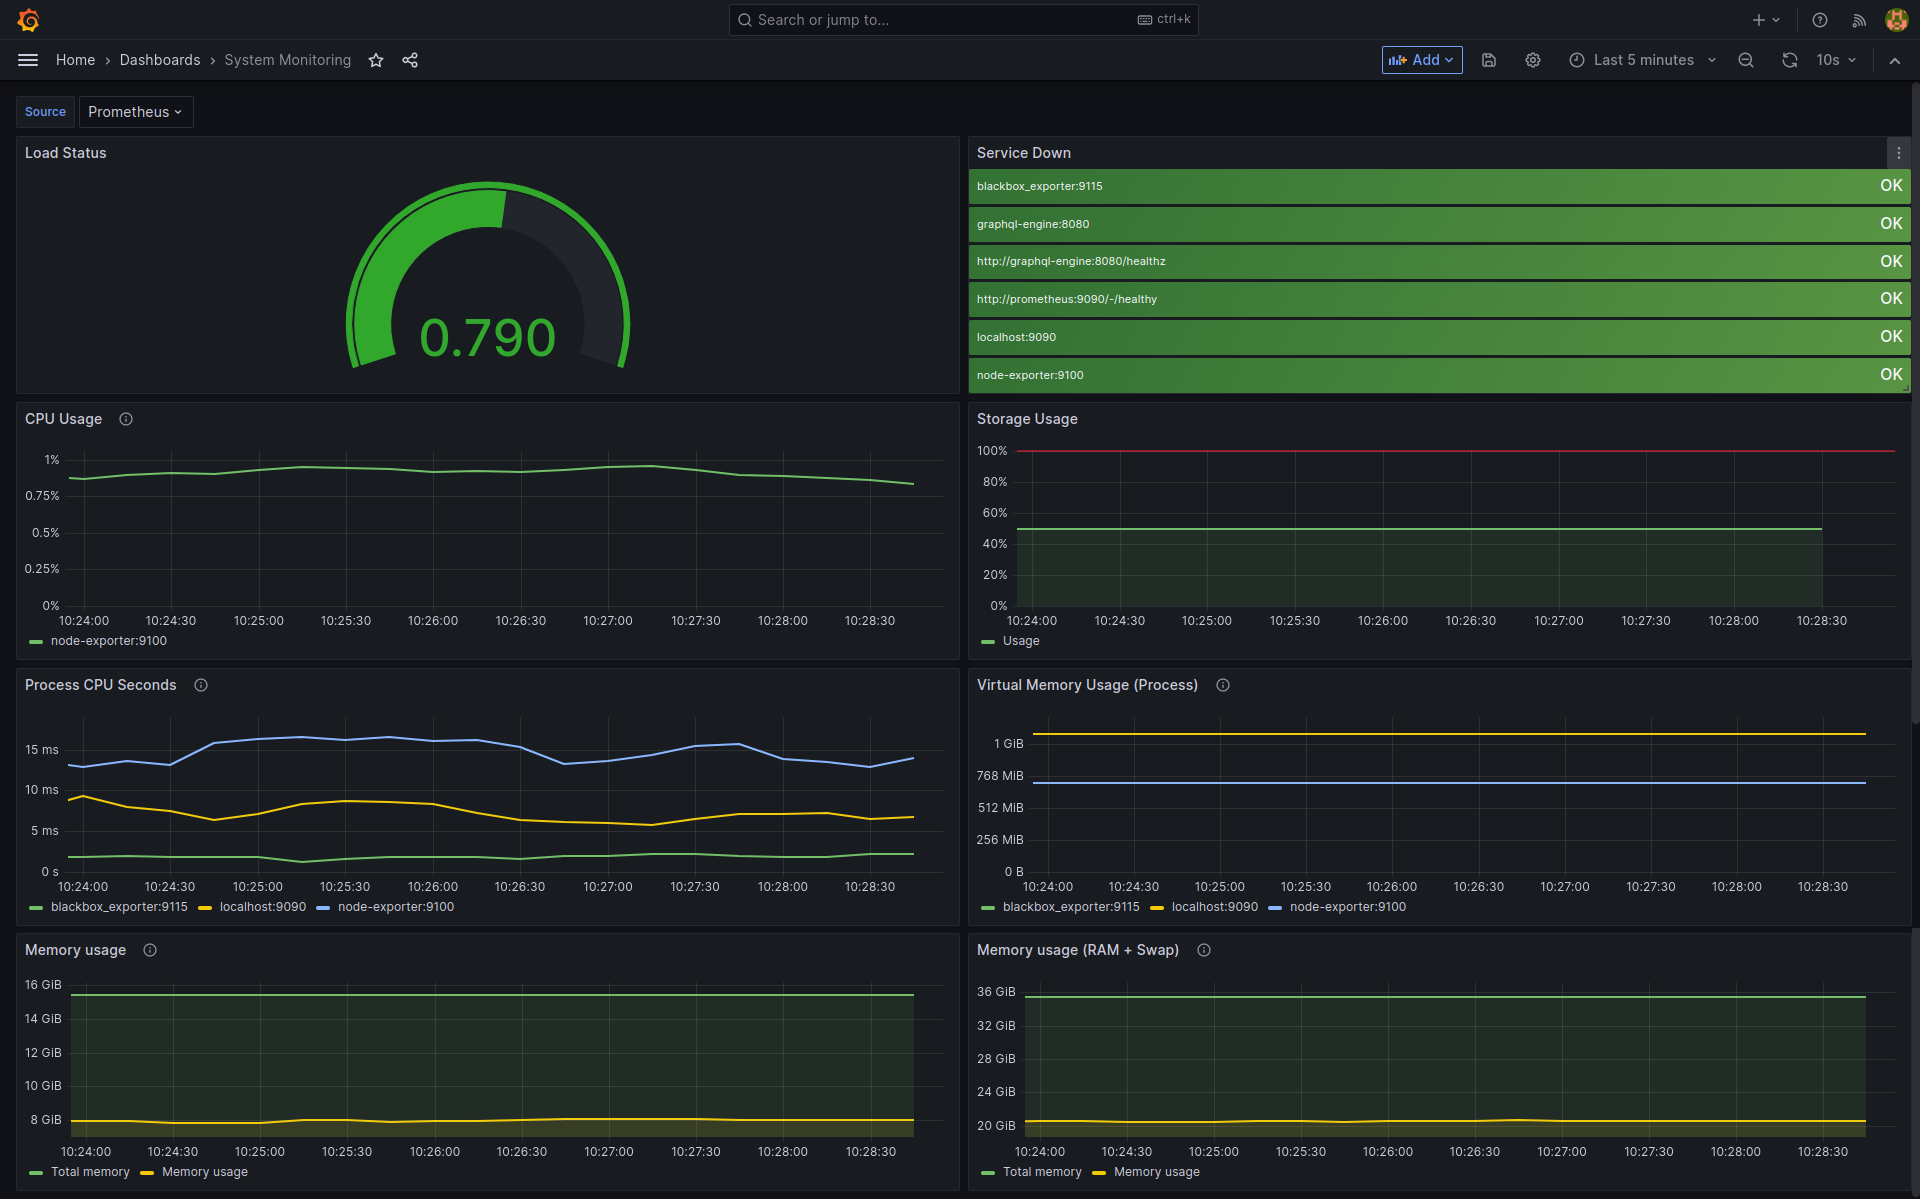 Search or jump to... ctrl+k
Home › Dashboards › System Monitoring Add Last 5 minutes 10s
Source Prometheus
Load Status
0.790
Service Down
blackbox_exporter:9115 OK
graphql-engine:8080 OK
http://graphql-engine:8080/healthz OK
http://prometheus:9090/-/healthy OK
localhost:9090 OK
node-exporter:9100 OK
CPU Usage
1%
0.75%
0.5%
0.25%
0%
10:24:00 10:24:30 10:25:00 10:25:30 10:26:00 10:26:30 10:27:00 10:27:30 10:28:00 10:28:30
node-exporter:9100
Storage Usage
100%
80%
60%
40%
20%
0%
10:24:00 10:24:30 10:25:00 10:25:30 10:26:00 10:26:30 10:27:00 10:27:30 10:28:00 10:28:30
Usage
Process CPU Seconds
15 ms
10 ms
5 ms
0 s
10:24:00 10:24:30 10:25:00 10:25:30 10:26:00 10:26:30 10:27:00 10:27:30 10:28:00 10:28:30
blackbox_exporter:9115 localhost:9090 node-exporter:9100
Virtual Memory Usage (Process)
1 GiB
768 MiB
512 MiB
256 MiB
0 B
10:24:00 10:24:30 10:25:00 10:25:30 10:26:00 10:26:30 10:27:00 10:27:30 10:28:00 10:28:30
blackbox_exporter:9115 localhost:9090 node-exporter:9100
Memory usage
16 GiB
14 GiB
12 GiB
10 GiB
8 GiB
10:24:00 10:24:30 10:25:00 10:25:30 10:26:00 10:26:30 10:27:00 10:27:30 10:28:00 10:28:30
Total memory Memory usage
Memory usage (RAM + Swap)
36 GiB
32 GiB
28 GiB
24 GiB
20 GiB
10:24:00 10:24:30 10:25:00 10:25:30 10:26:00 10:26:30 10:27:00 10:27:30 10:28:00 10:28:30
Total memory Memory usage